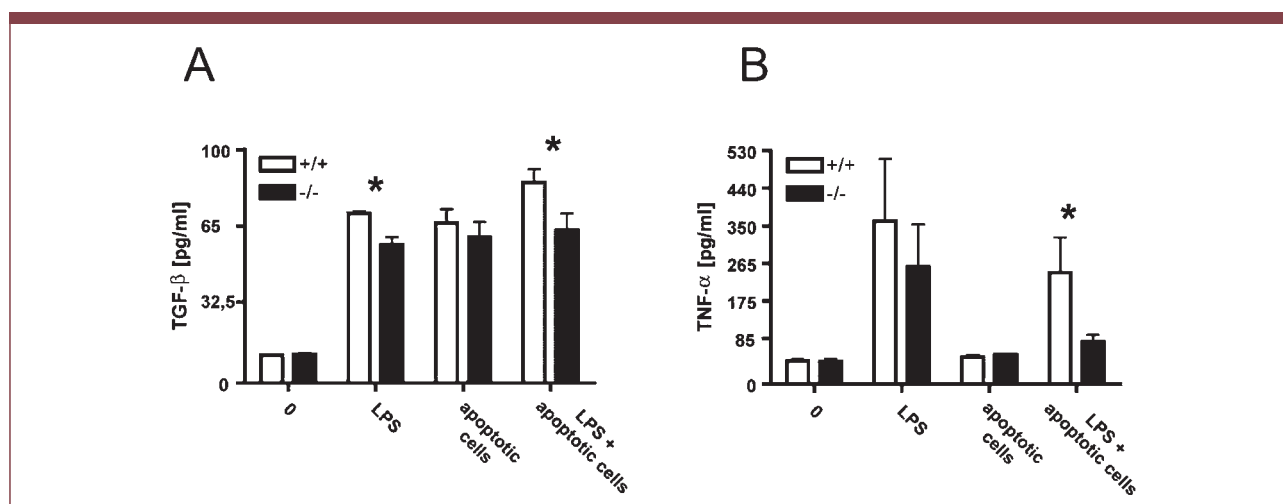 A
TGF-β [pg/ml]
100
65
32,5
0
+/+
-/-
*
*
0
LPS
apoptotic
cells
LPS +
apoptotic cells
B
TNF-α [pg/ml]
530
440
350
265
175
85
0
+/+
-/-
*
0
LPS
apoptotic
cells
LPS +
apoptotic cells